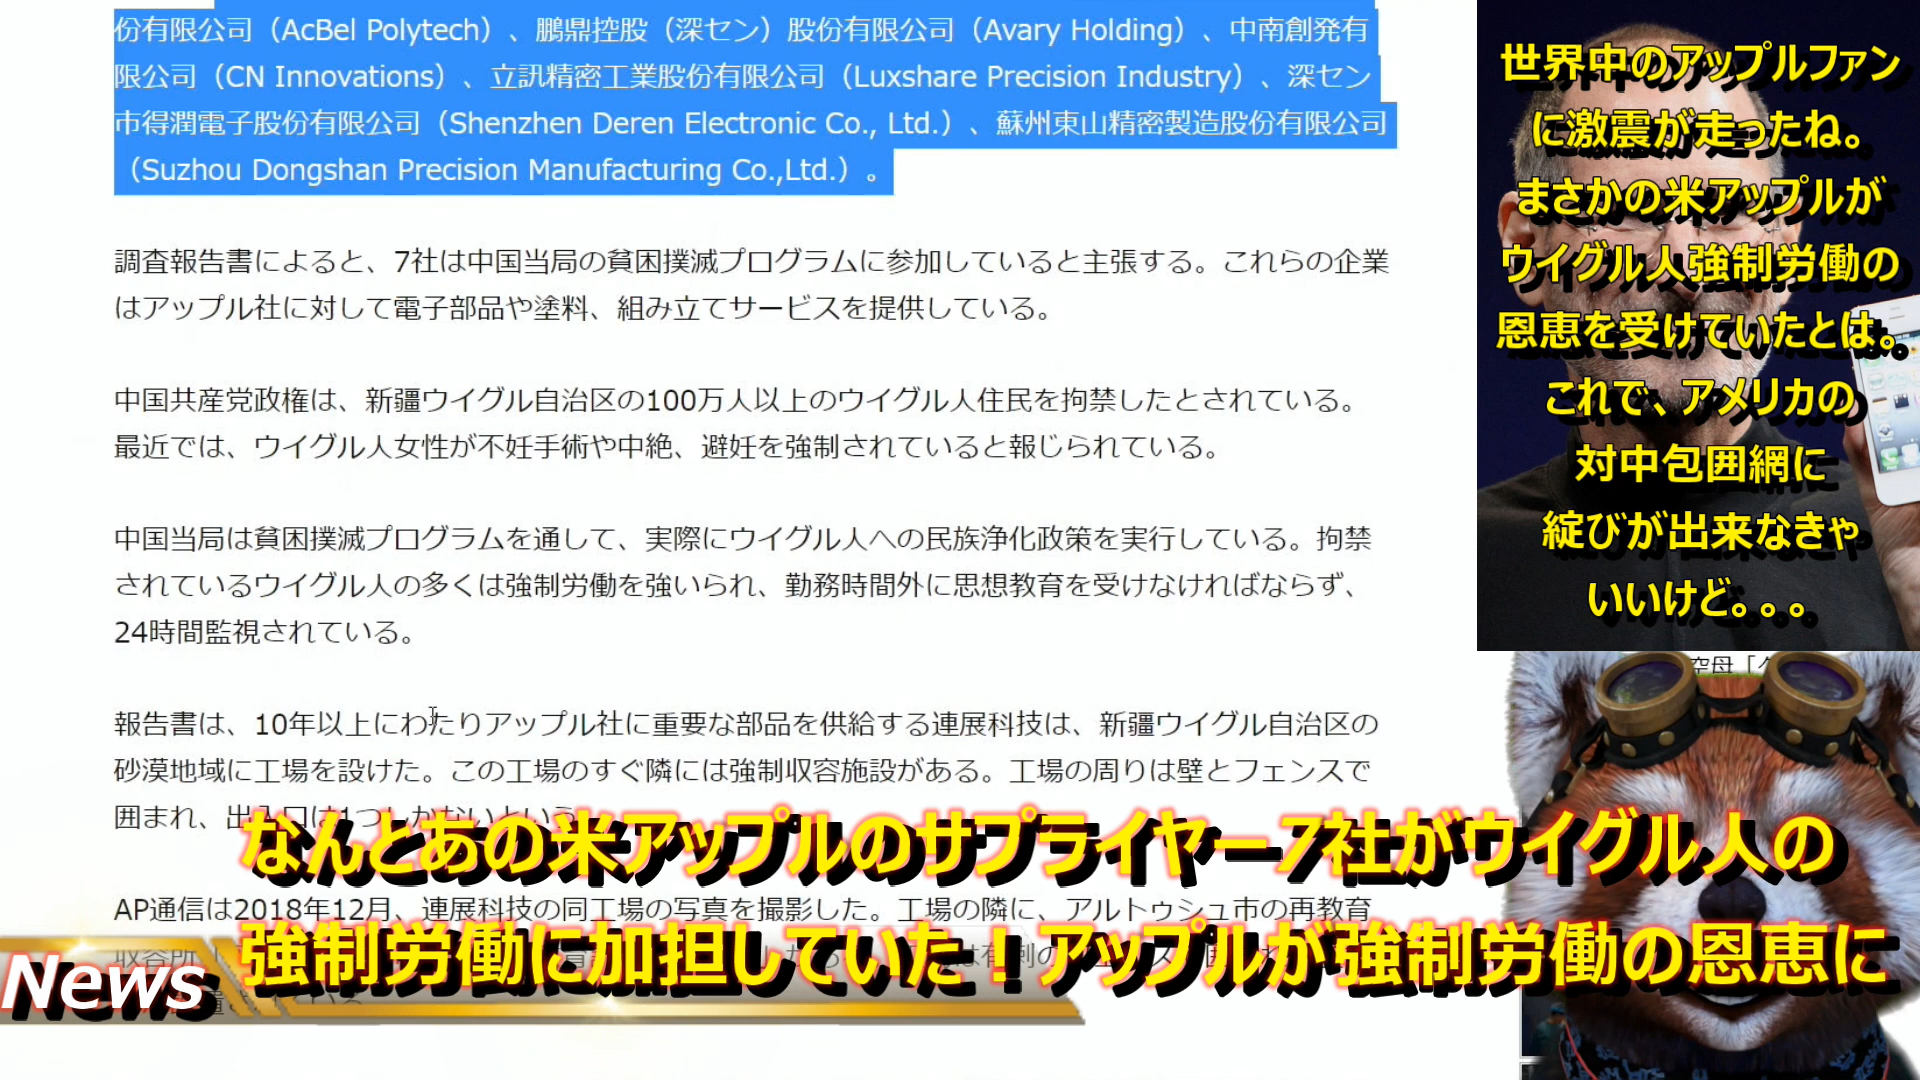 份有限公司（AcBel Polytech）、鵬鼎控股（深セン）股份有限公司（Avary Holding）、中南創発有
限公司（CN Innovations）、立訊精密工業股份有限公司（Luxshare Precision Industry）、深セン
市得潤電子股份有限公司（Shenzhen Deren Electronic Co., Ltd.）、蘇州東山精密製造股份有限公司
（Suzhou Dongshan Precision Manufacturing Co.,Ltd.）。
調査報告書によると、7社は中国当局の貧困撲滅プログラムに参加していると主張する。これらの企業
はアップル社に対して電子部品や塗料、組み立てサービスを提供している。
中国共産党政権は、新疆ウイグル自治区の100万人以上のウイグル人住民を拘禁したとされている。
最近では、ウイグル人女性が不妊手術や中絶、避妊を強制されていると報じられている。
中国当局は貧困撲滅プログラムを通して、実際にウイグル人への民族浄化政策を実行している。拘禁
されているウイグル人の多くは強制労働を強いられ、勤務時間外に思想教育を受けなければならず、
24時間監視されている。
報告書は、10年以上にわたりアップル社に重要な部品を供給する連展科技は、新疆ウイグル自治区の
砂漠地域に工場を設けた。この工場のすぐ隣には強制収容施設がある。工場の周りは壁とフェンスで
囲まれ、出入口は1つしかないという
AP通信は2018年12月、連展科技の同工場の写真を撮影した。工場の隣に、アルトゥシュ市の再教育
収容所
世界中のアップルファン
に激震が走ったね。
まさかの米アップルが
ウイグル人強制労働の
恩恵を受けていたとは。
これで、アメリカの
対中包囲網に
綻びが出来なきゃ
いいけど。。。
空母「
なんとあの米アップルのサプライヤー7社がウイグル人の
強制労働に加担していた！アップルが強制労働の恩恵に
News